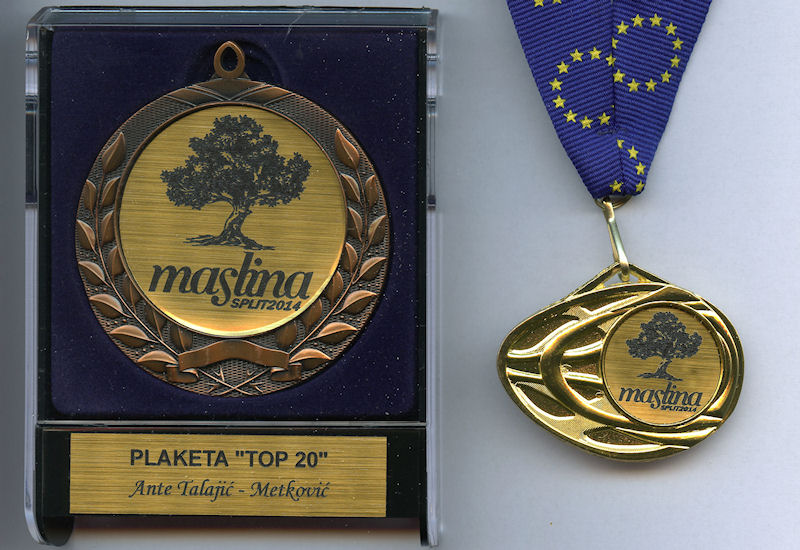 maslina
SPLIT2014
PLAKETA "TOP 20"
Ante Talajić - Metković
maslina
SPLIT2014